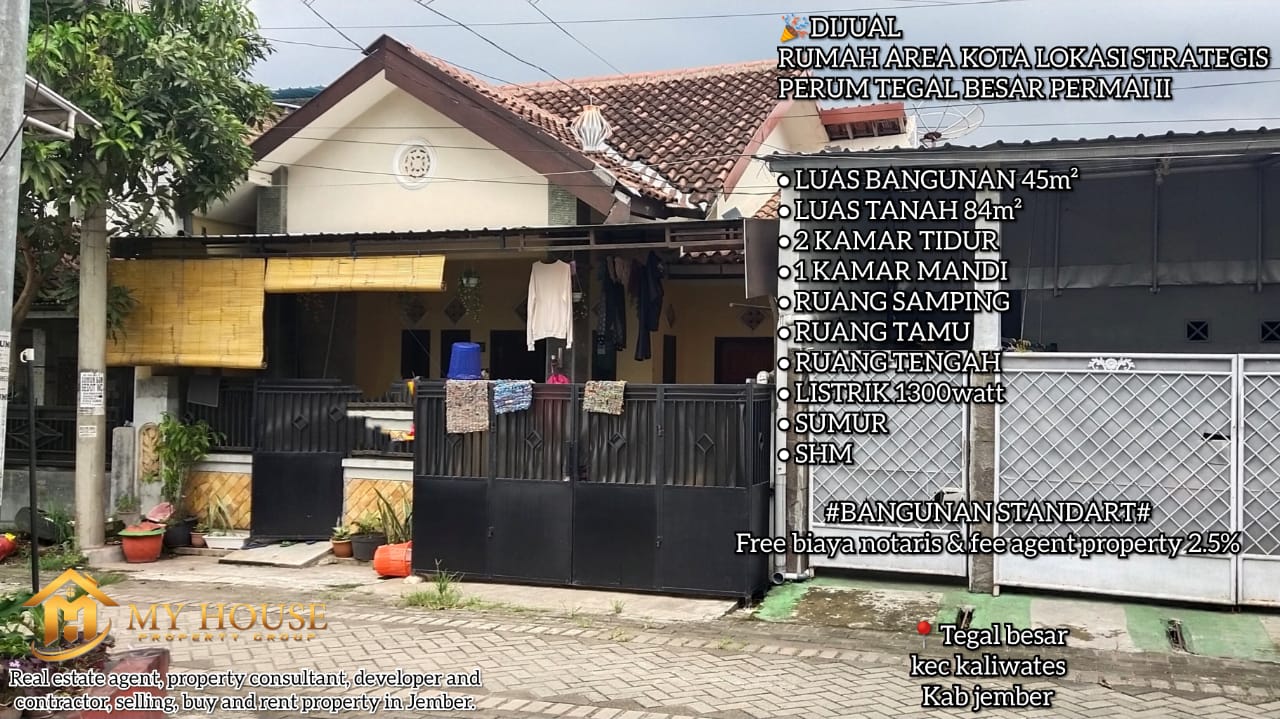 🎉DIJUAL
RUMAH AREA KOTA LOKASI STRATEGIS
PERUM TEGAL BESAR PERMAI II
• LUAS BANGUNAN 45m²
• LUAS TANAH 84m²
• 2 KAMAR TIDUR
• 1 KAMAR MANDI
• RUANG SAMPING
• RUANG TAMU
• RUANG TENGAH
• LISTRIK 1300watt
• SUMUR
• SHM
#BANGUNAN STANDART#
Free biaya notaris & fee agent property 2.5%
📍Tegal besar
kec kaliwates
Kab jember
MY HOUSE
PROPERTY GROUP
Real estate agent, property consultant, developer and
contractor, selling, buy and rent property in Jember.